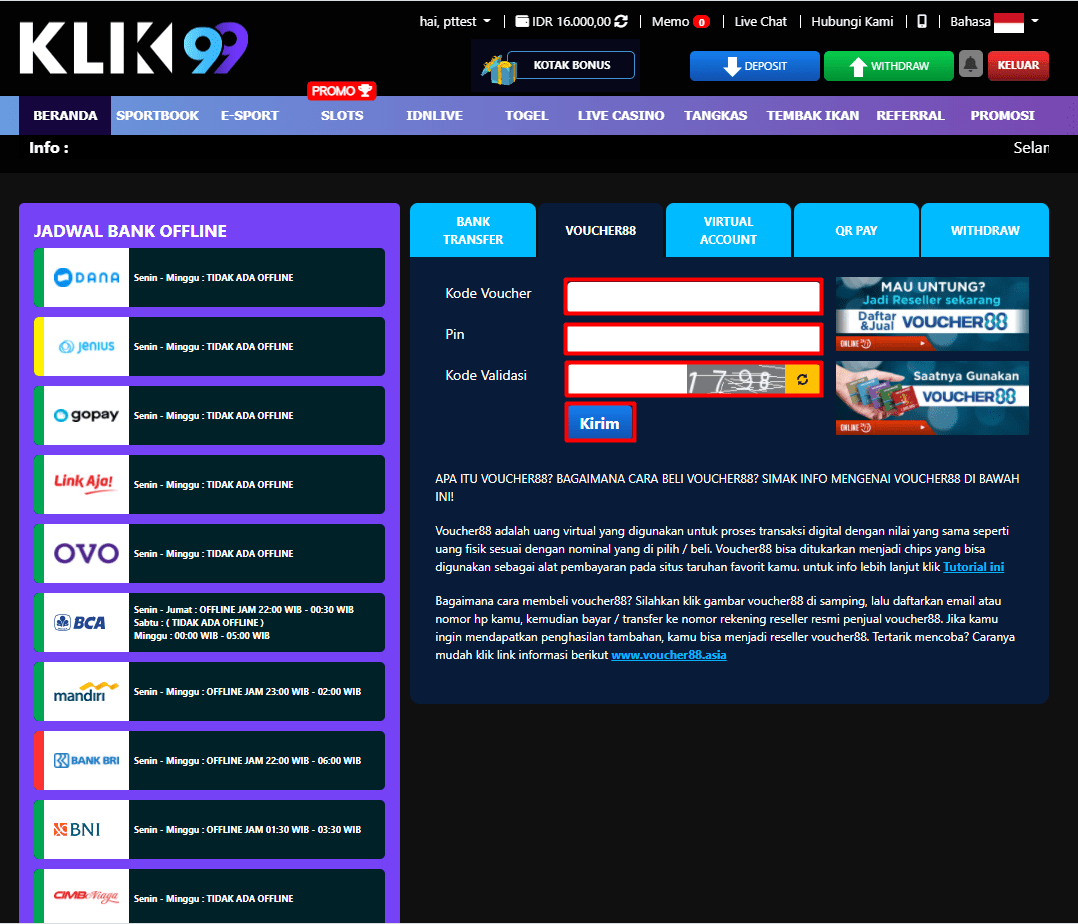 KLIK99
hai, pttest
IDR 16.000,00
Memo 0
Live Chat
Hubungi Kami
Bahasa
KOTAK BONUS
DEPOSIT
WITHDRAW
KELUAR
PROMO
BERANDA
SPORTBOOK
E-SPORT
SLOTS
IDNLIVE
TOGEL
LIVE CASINO
TANGKAS
TEMBAK IKAN
REFERRAL
PROMOSI
Info :
Selan
JADWAL BANK OFFLINE
DANA
Senin - Minggu : TIDAK ADA OFFLINE
jenius
Senin - Minggu : TIDAK ADA OFFLINE
gopay
Senin - Minggu : TIDAK ADA OFFLINE
Link Aja!
Senin - Minggu : TIDAK ADA OFFLINE
OVO
Senin - Minggu : TIDAK ADA OFFLINE
BCA
Senin - Jumat : OFFLINE JAM 22:00 WIB - 00:30 WIB
Sabtu : ( TIDAK ADA OFFLINE )
Minggu : 00:00 WIB - 05:00 WIB
mandiri
Senin - Minggu : OFFLINE JAM 23:00 WIB - 02:00 WIB
BANK BRI
Senin - Minggu : OFFLINE JAM 22:00 WIB - 06:00 WIB
BNI
Senin - Minggu : OFFLINE JAM 01:30 WIB - 03:30 WIB
CIMB Niaga
Senin - Minggu : TIDAK ADA OFFLINE
BANK
TRANSFER
VOUCHER88
VIRTUAL
ACCOUNT
QR PAY
WITHDRAW
Kode Voucher
Pin
Kode Validasi
1798
Kirim
MAU UNTUNG?
Jadi Reseller sekarang
Daftar
&Jual VOUCHER88
ONLINE
Saatnya Gunakan
VOUCHER88
ONLINE
APA ITU VOUCHER88? BAGAIMANA CARA BELI VOUCHER88? SIMAK INFO MENGENAI VOUCHER88 DI BAWAH
INI!
Voucher88 adalah uang virtual yang digunakan untuk proses transaksi digital dengan nilai yang sama seperti
uang fisik sesuai dengan nominal yang di pilih / beli. Voucher88 bisa ditukarkan menjadi chips yang bisa
digunakan sebagai alat pembayaran pada situs taruhan favorit kamu. untuk info lebih lanjut klik Tutorial ini
Bagaimana cara membeli voucher88? Silahkan klik gambar voucher88 di samping, lalu daftarkan email atau
nomor hp kamu, kemudian bayar / transfer ke nomor rekening reseller resmi penjual voucher88. Jika kamu
ingin mendapatkan penghasilan tambahan, kamu bisa menjadi reseller voucher88. Tertarik mencoba? Caranya
mudah klik link informasi berikut www.voucher88.asia